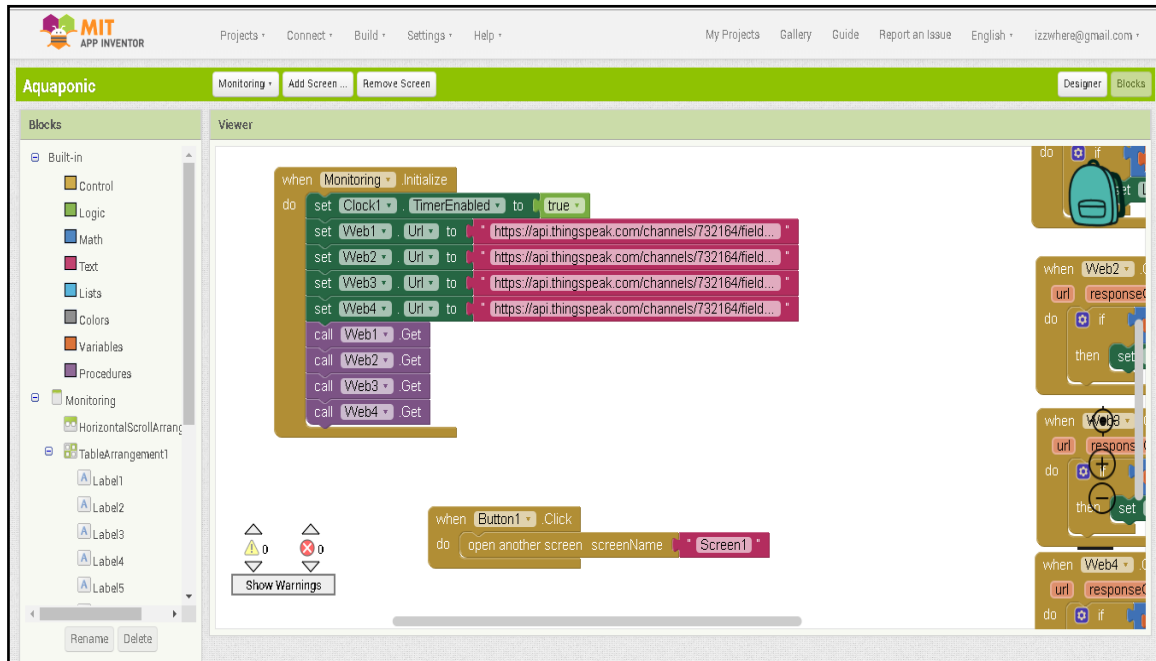 MIT
APP INVENTOR
Projects Connect Build Settings Help My Projects Gallery Guide Report an Issue English izzwhere@gmail.com
Aquaponic Monitoring Add Screen ... Remove Screen Designer Blocks
Blocks Viewer
Built-in
Control
Logic
Math
Text
Lists
Colors
Variables
Procedures
Monitoring
HorizontalScrollArrang
TableArrangement1
Label1
Label2
Label3
Label4
Label5
Rename Delete
when Monitoring .Initialize
do set Clock1 . TimerEnabled to true
set Web1 . Url to " https://api.thingspeak.com/channels/732164/field... "
set Web2 . Url to " https://api.thingspeak.com/channels/732164/field... "
set Web3 . Url to " https://api.thingspeak.com/channels/732164/field... "
set Web4 . Url to " https://api.thingspeak.com/channels/732164/field... "
call Web1 .Get
call Web2 .Get
call Web3 .Get
call Web4 .Get
when Button1 .Click
do open another screen screenName " Screen1 "
0 0
Show Warnings
do if
set
when Web2
url
do if
then set
when Web3
url
do
then set
when Web4
url
do if